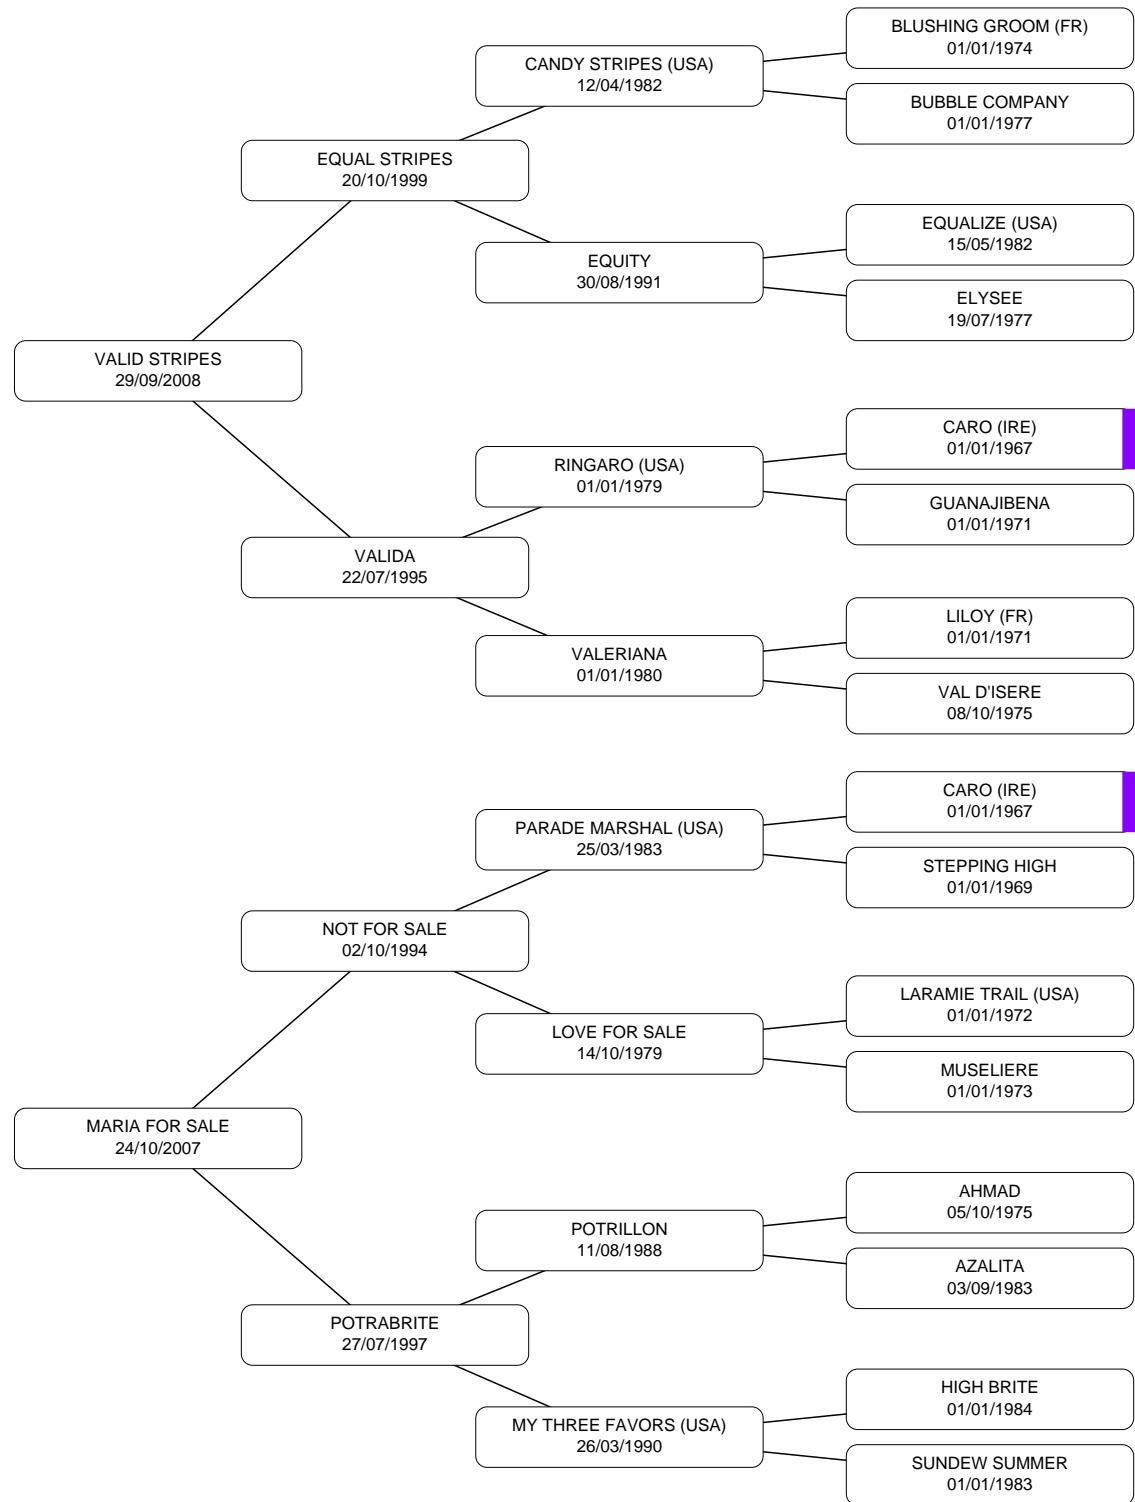 BLUSHING GROOM (FR)
01/01/1974
CANDY STRIPES (USA)
12/04/1982
BUBBLE COMPANY
01/01/1977
EQUAL STRIPES
20/10/1999
EQUALIZE (USA)
15/05/1982
EQUITY
30/08/1991
ELYSEE
19/07/1977
VALID STRIPES
29/09/2008
CARO (IRE)
01/01/1967
RINGARO (USA)
01/01/1979
GUANAJIBENA
01/01/1971
VALIDA
22/07/1995
LILOY (FR)
01/01/1971
VALERIANA
01/01/1980
VAL D'ISERE
08/10/1975
CARO (IRE)
01/01/1967
PARADE MARSHAL (USA)
25/03/1983
STEPPING HIGH
01/01/1969
NOT FOR SALE
02/10/1994
LARAMIE TRAIL (USA)
01/01/1972
LOVE FOR SALE
14/10/1979
MUSELIERE
01/01/1973
MARIA FOR SALE
24/10/2007
AHMAD
05/10/1975
POTRILLON
11/08/1988
AZALITA
03/09/1983
POTRABRITE
27/07/1997
HIGH BRITE
01/01/1984
MY THREE FAVORS (USA)
26/03/1990
SUNDEW SUMMER
01/01/1983